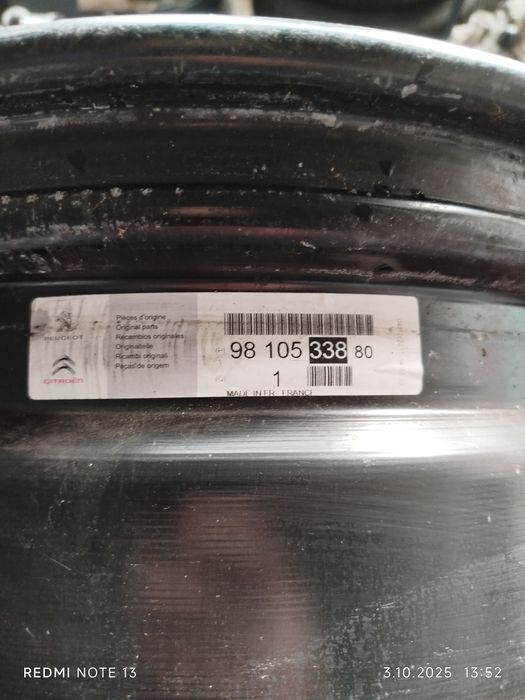 PEUGEOT
CITROËN
Pièces d'origine
Original parts
Recambios originales
Originalteile
Ricambi originali
Peças de origem
(P)
98 105 338 80
1
MADE IN FR FRANCE
REDMI NOTE 13
3.10.2025 13:52